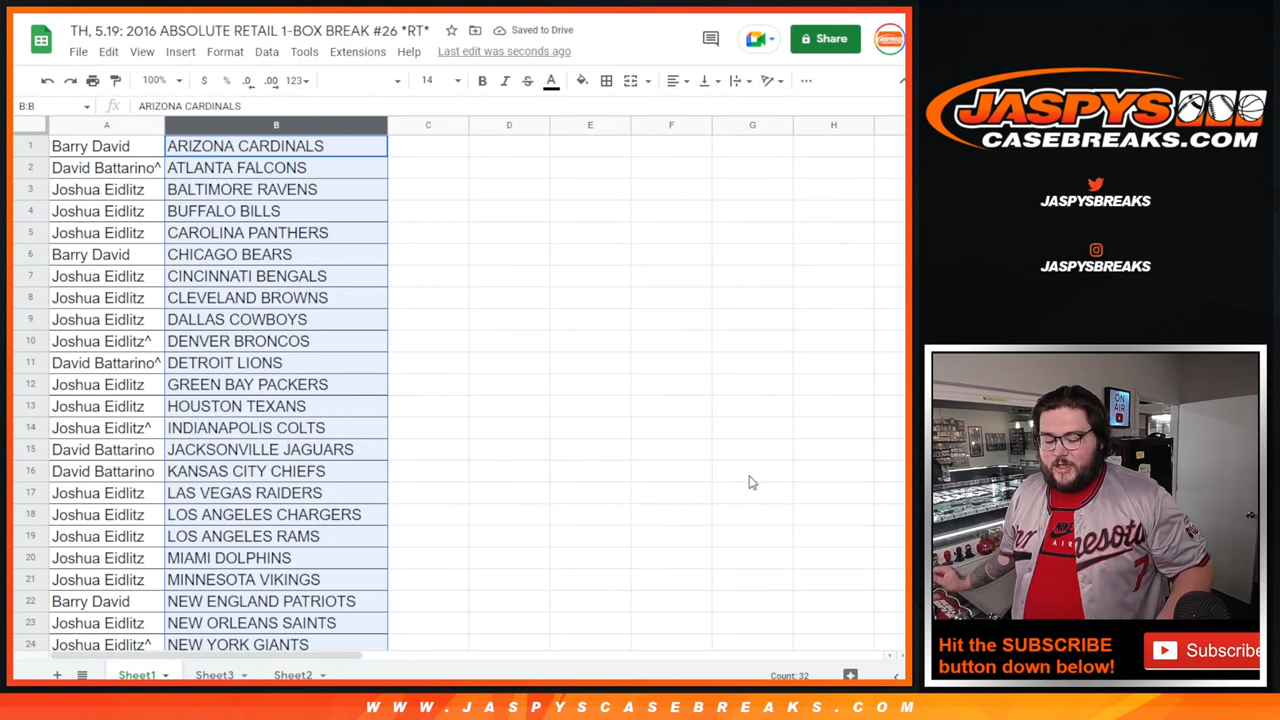 TH, 5.19: 2016 ABSOLUTE RETAIL 1-BOX BREAK #26 *RT*
Saved to Drive
File Edit View Insert Format Data Tools Extensions Help Last edit was seconds ago
Share
100% $ % .0 .00 123 14 B I S A
B:B fx ARIZONA CARDINALS
A B C D E F G H
1 Barry David ARIZONA CARDINALS
2 David Battarino^ ATLANTA FALCONS
3 Joshua Eidlitz BALTIMORE RAVENS
4 Joshua Eidlitz BUFFALO BILLS
5 Joshua Eidlitz CAROLINA PANTHERS
6 Barry David CHICAGO BEARS
7 Joshua Eidlitz CINCINNATI BENGALS
8 Joshua Eidlitz CLEVELAND BROWNS
9 Joshua Eidlitz DALLAS COWBOYS
10 Joshua Eidlitz^ DENVER BRONCOS
11 David Battarino^ DETROIT LIONS
12 Joshua Eidlitz GREEN BAY PACKERS
13 Joshua Eidlitz HOUSTON TEXANS
14 Joshua Eidlitz^ INDIANAPOLIS COLTS
15 David Battarino JACKSONVILLE JAGUARS
16 David Battarino KANSAS CITY CHIEFS
17 Joshua Eidlitz LAS VEGAS RAIDERS
18 Joshua Eidlitz LOS ANGELES CHARGERS
19 Joshua Eidlitz LOS ANGELES RAMS
20 Joshua Eidlitz MIAMI DOLPHINS
21 Joshua Eidlitz MINNESOTA VIKINGS
22 Barry David NEW ENGLAND PATRIOTS
23 Joshua Eidlitz NEW ORLEANS SAINTS
24 Joshua Eidlitz^ NEW YORK GIANTS
Sheet1 Sheet3 Sheet2 Count: 32
JASPYS
CASEBREAKS.COM
JASPYSBREAKS
JASPYSBREAKS
ON AIR
NIKE
AIR
Minnesota
7
Hit the SUBSCRIBE
button down below!
Subscribe
WWW.JASPYSCASEBREAKS.COM